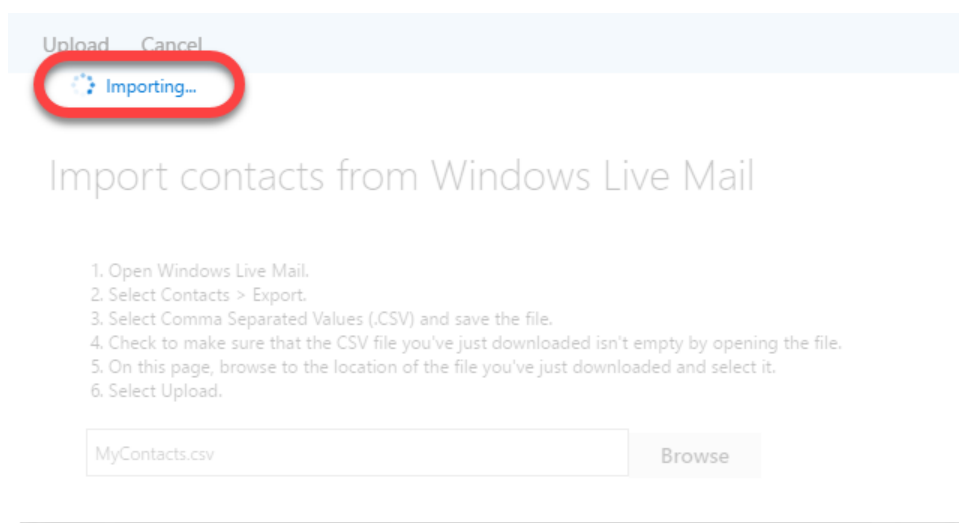 Upload Cancel
Importing...
Import contacts from Windows Live Mail
1. Open Windows Live Mail.
2. Select Contacts > Export.
3. Select Comma Separated Values (.CSV) and save the file.
4. Check to make sure that the CSV file you've just downloaded isn't empty by opening the file.
5. On this page, browse to the location of the file you've just downloaded and select it.
6. Select Upload.
MyContacts.csv Browse